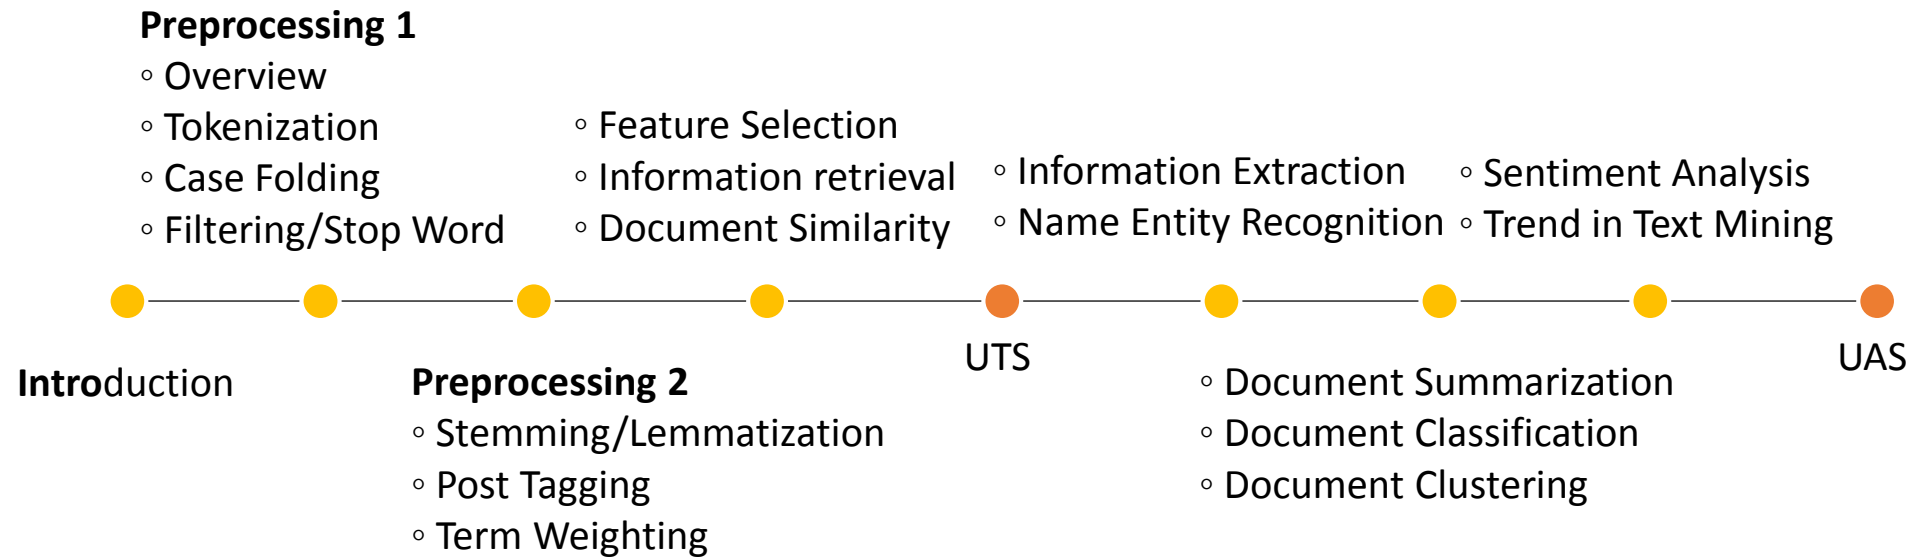 Preprocessing 1
◦ Overview
◦ Tokenization
◦ Case Folding
◦ Filtering/Stop Word
◦ Feature Selection
◦ Information retrieval
◦ Document Similarity
◦ Information Extraction
◦ Name Entity Recognition
◦ Sentiment Analysis
◦ Trend in Text Mining
Introduction
Preprocessing 2
◦ Stemming/Lemmatization
◦ Post Tagging
◦ Term Weighting
UTS
◦ Document Summarization
◦ Document Classification
◦ Document Clustering
UAS